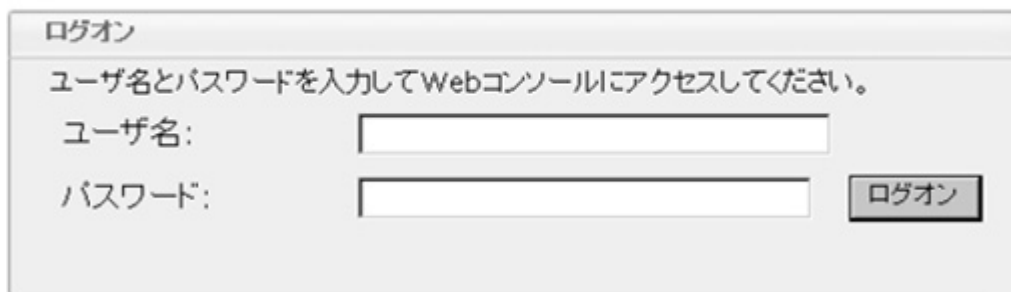 ログオン
ユーザ名とパスワードを入力してWebコンソールにアクセスしてください。
ユーザ名:
パスワード:
ログオン